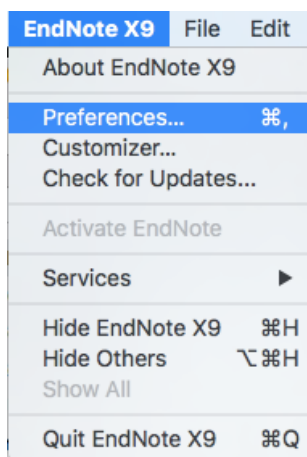 EndNote X9 File Edit
About EndNote X9
Preferences... ⌘,
Customizer...
Check for Updates...
Activate EndNote
Services ▶
Hide EndNote X9 ⌘H
Hide Others ⌥⌘H
Show All
Quit EndNote X9 ⌘Q